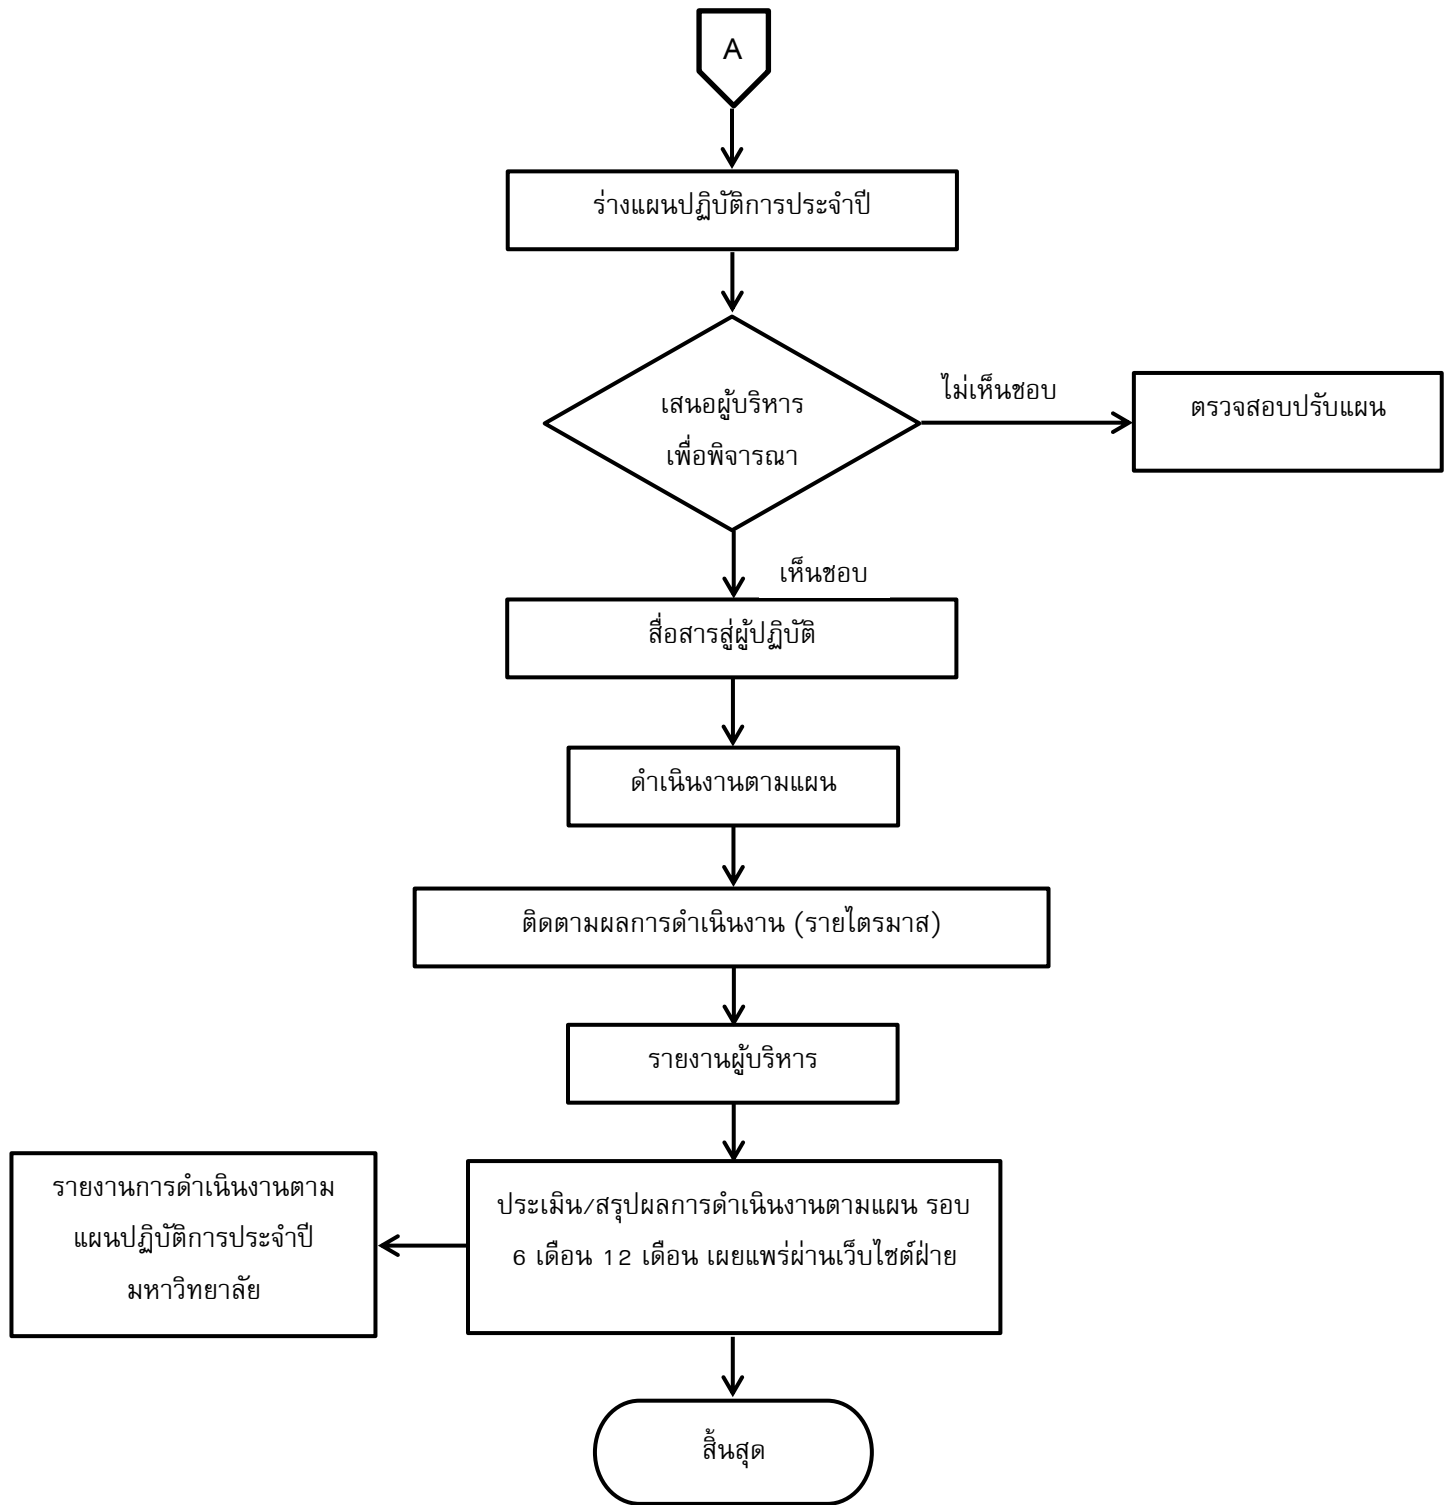 A
ร่างแผนปฏิบัติการประจำปี
เสนอผู้บริหาร
เพื่อพิจารณา
ไม่เห็นชอบ
ตรวจสอบปรับแผน
เห็นชอบ
สื่อสารสู่ผู้ปฏิบัติ
ดำเนินงานตามแผน
ติดตามผลการดำเนินงาน (รายไตรมาส)
รายงานผู้บริหาร
รายงานการดำเนินงานตาม
แผนปฏิบัติการประจำปี
มหาวิทยาลัย
ประเมิน/สรุปผลการดำเนินงานตามแผน รอบ
6 เดือน 12 เดือน เผยแพร่ผ่านเว็บไซต์ฝ่าย
สิ้นสุด